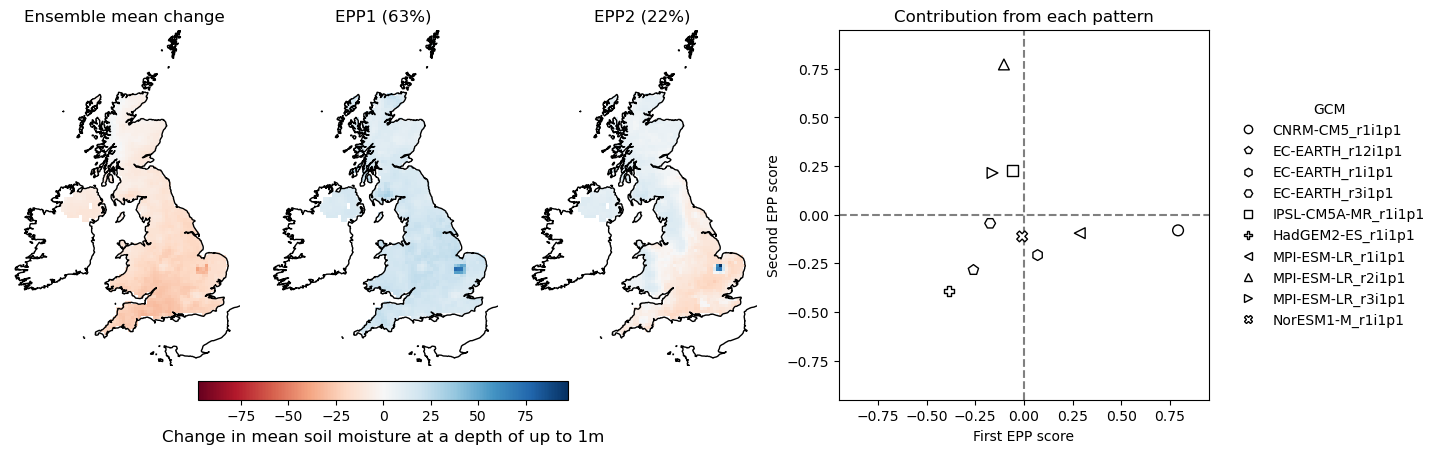 Ensemble mean change
EPP1 (63%)
EPP2 (22%)
−75 −50 −25 0 25 50 75
Change in mean soil moisture at a depth of up to 1m
Contribution from each pattern
Second EPP score
0.75
0.50
0.25
0.00
−0.25
−0.50
−0.75
−0.75 −0.50 −0.25 0.00 0.25 0.50 0.75
First EPP score
GCM
CNRM-CM5_r1i1p1
EC-EARTH_r12i1p1
EC-EARTH_r1i1p1
EC-EARTH_r3i1p1
IPSL-CM5A-MR_r1i1p1
HadGEM2-ES_r1i1p1
MPI-ESM-LR_r1i1p1
MPI-ESM-LR_r2i1p1
MPI-ESM-LR_r3i1p1
NorESM1-M_r1i1p1